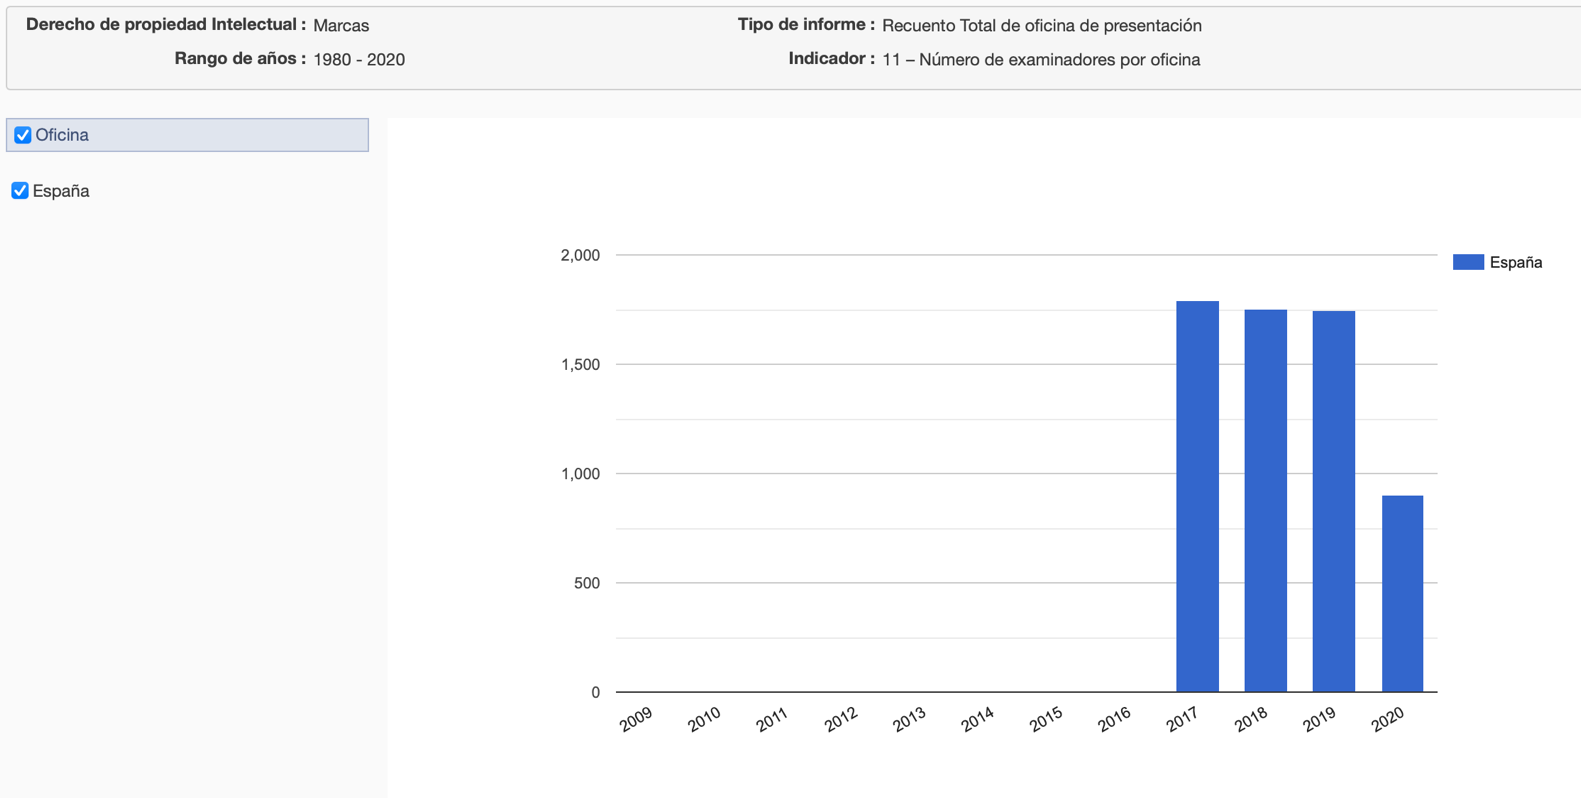 Derecho de propiedad Intelectual : Marcas
Tipo de informe : Recuento Total de oficina de presentación
Rango de años : 1980 - 2020
Indicador : 11 – Número de examinadores por oficina
Oficina
España
2,000
1,500
1,000
500
0
2009 2010 2011 2012 2013 2014 2015 2016 2017 2018 2019 2020
España